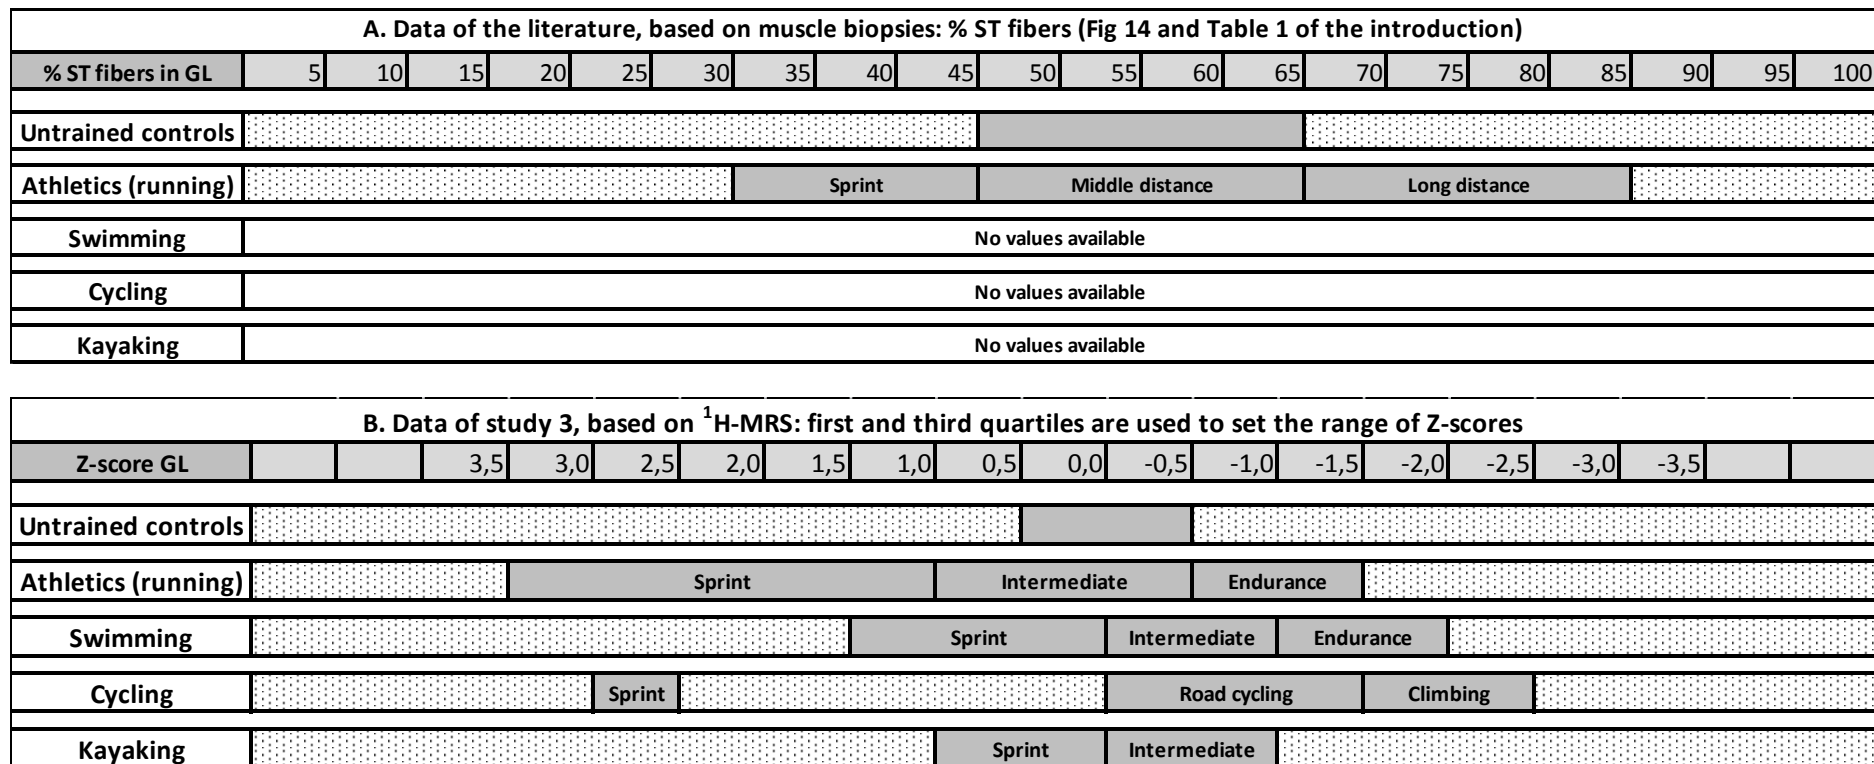 A. Data of the literature, based on muscle biopsies: % ST fibers (Fig 14 and Table 1 of the introduction)
% ST fibers in GL 5 10 15 20 25 30 35 40 45 50 55 60 65 70 75 80 85 90 95 100
Untrained controls
Athletics (running) Sprint Middle distance Long distance
Swimming No values available
Cycling No values available
Kayaking No values available
B. Data of study 3, based on ¹H-MRS: first and third quartiles are used to set the range of Z-scores
Z-score GL 3,5 3,0 2,5 2,0 1,5 1,0 0,5 0,0 -0,5 -1,0 -1,5 -2,0 -2,5 -3,0 -3,5
Untrained controls
Athletics (running) Sprint Intermediate Endurance
Swimming Sprint Intermediate Endurance
Cycling Sprint Road cycling Climbing
Kayaking Sprint Intermediate